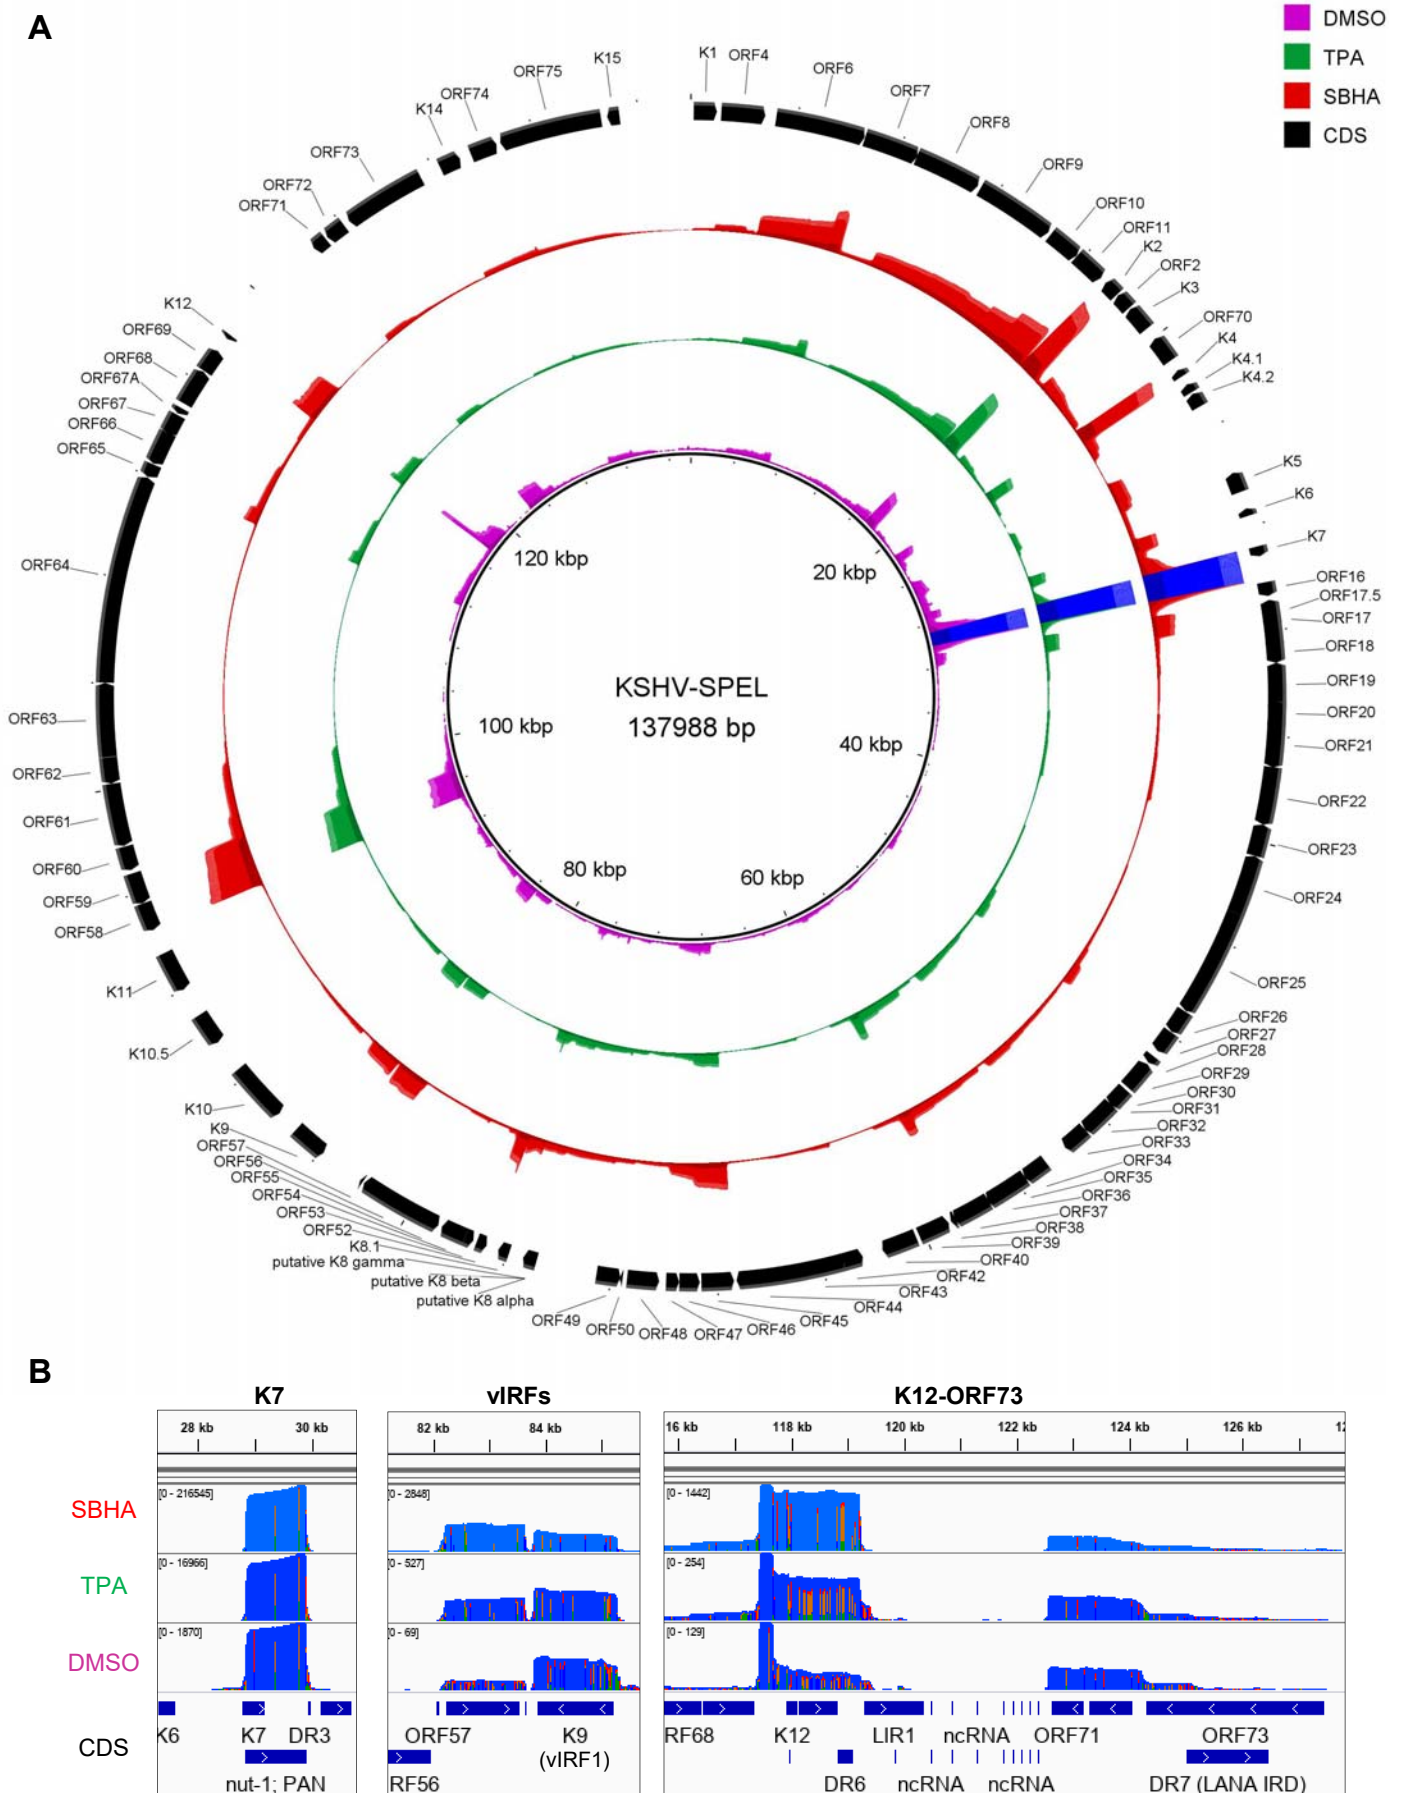 A
DMSO
TPA
SBHA
CDS
K1
ORF4
ORF6
ORF7
ORF8
ORF9
ORF10
ORF11
K2
ORF2
K3
ORF70
K4
K4.1
K4.2
K5
K6
K7
ORF16
ORF17.5
ORF17
ORF18
ORF19
ORF20
ORF21
ORF22
ORF23
ORF24
ORF25
ORF26
ORF27
ORF28
ORF29
ORF30
ORF31
ORF32
ORF33
ORF34
ORF35
ORF36
ORF37
ORF38
ORF39
ORF40
ORF42
ORF43
ORF44
ORF45
ORF46
ORF47
ORF48
ORF50
ORF49
putative K8 alpha
putative K8 beta
putative K8 gamma
K8.1
ORF52
ORF53
ORF54
ORF55
ORF56
ORF57
K9
K10
K10.5
K11
ORF58
ORF59
ORF60
ORF61
ORF62
ORF63
ORF64
ORF65
ORF66
ORF67
ORF67A
ORF68
ORF69
K12
ORF71
ORF72
ORF73
K14
ORF74
ORF75
K15
20 kbp
40 kbp
60 kbp
80 kbp
100 kbp
120 kbp
KSHV-SPEL
137988 bp
B
K7 vIRFs K12-ORF73
28 kb 30 kb 82 kb 84 kb 16 kb 118 kb 120 kb 122 kb 124 kb 126 kb 12
SBHA [0 - 216545] [0 - 2848] [0 - 1442]
TPA [0 - 16966] [0 - 527] [0 - 254]
DMSO [0 - 1870] [0 - 69] [0 - 129]
CDS
K6 K7 DR3 ORF57 K9 RF68 K12 LIR1 ncRNA ORF71 ORF73
(vIRF1)
nut-1; PAN RF56 DR6 ncRNA ncRNA DR7 (LANA IRD)